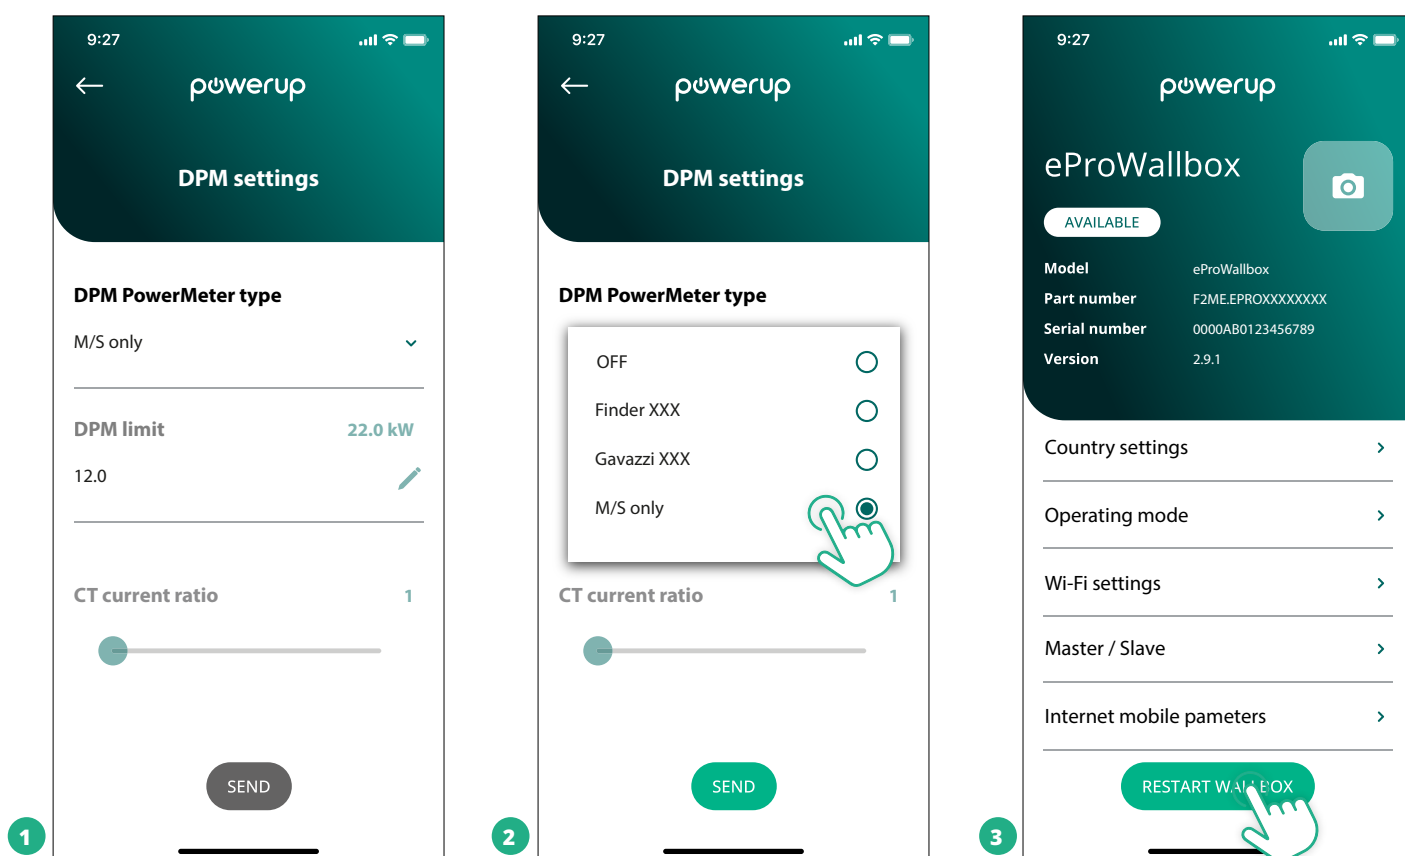 9:27
powerup
DPM settings
DPM PowerMeter type
M/S only
DPM limit 22.0 kW
12.0
CT current ratio 1
SEND
1
9:27
powerup
DPM settings
DPM PowerMeter type
OFF
Finder XXX
Gavazzi XXX
M/S only
CT current ratio 1
SEND
2
9:27
powerup
eProWallbox
AVAILABLE
Model eProWallbox
Part number F2ME.EPROXXXXXXXX
Serial number 0000AB0123456789
Version 2.9.1
Country settings
Operating mode
Wi-Fi settings
Master / Slave
Internet mobile pameters
RESTART WALLBOX
3